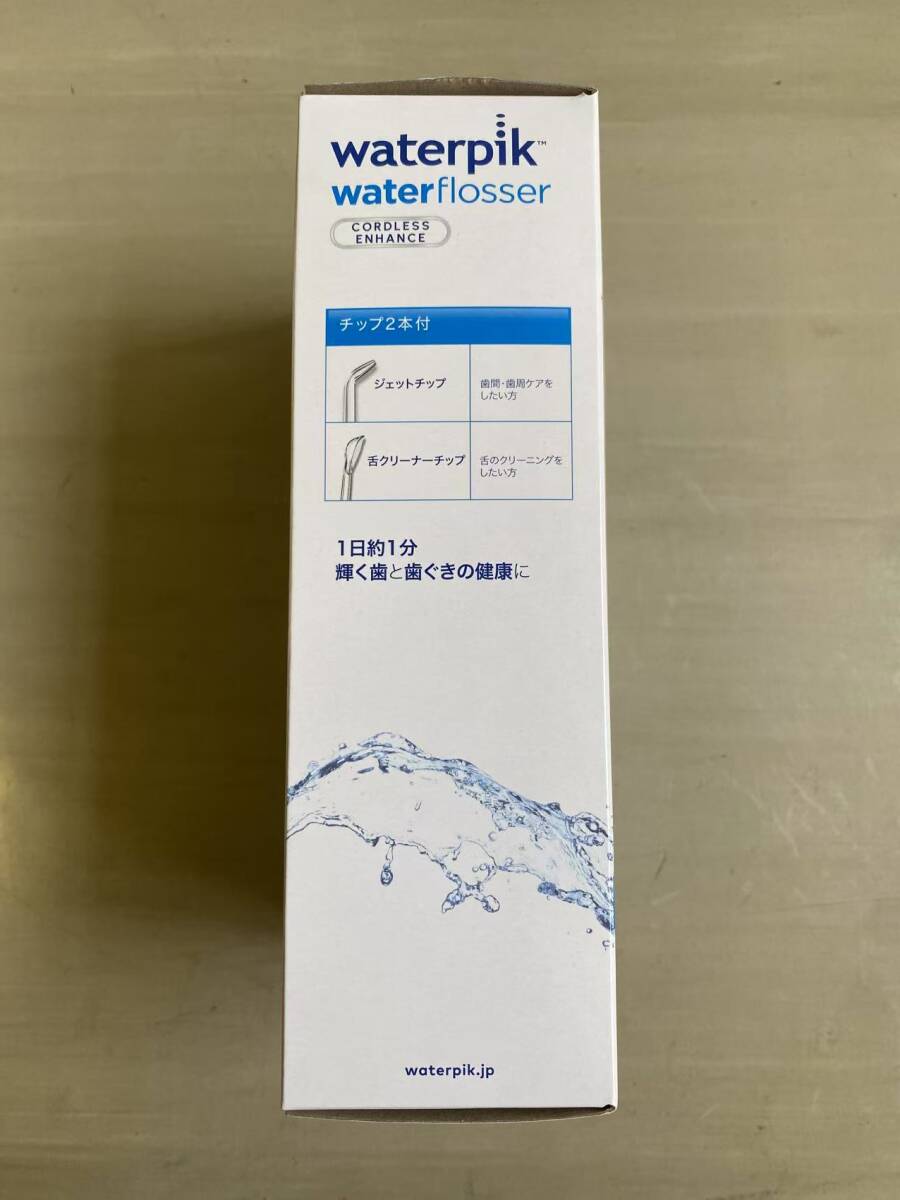 waterpik™
waterflosser
CORDLESS
ENHANCE
チップ2本付
ジェットチップ
歯間・歯周ケアを
したい方
舌クリーナーチップ
舌のクリーニングを
したい方
1日約1分
輝く歯と歯ぐきの健康に
waterpik.jp